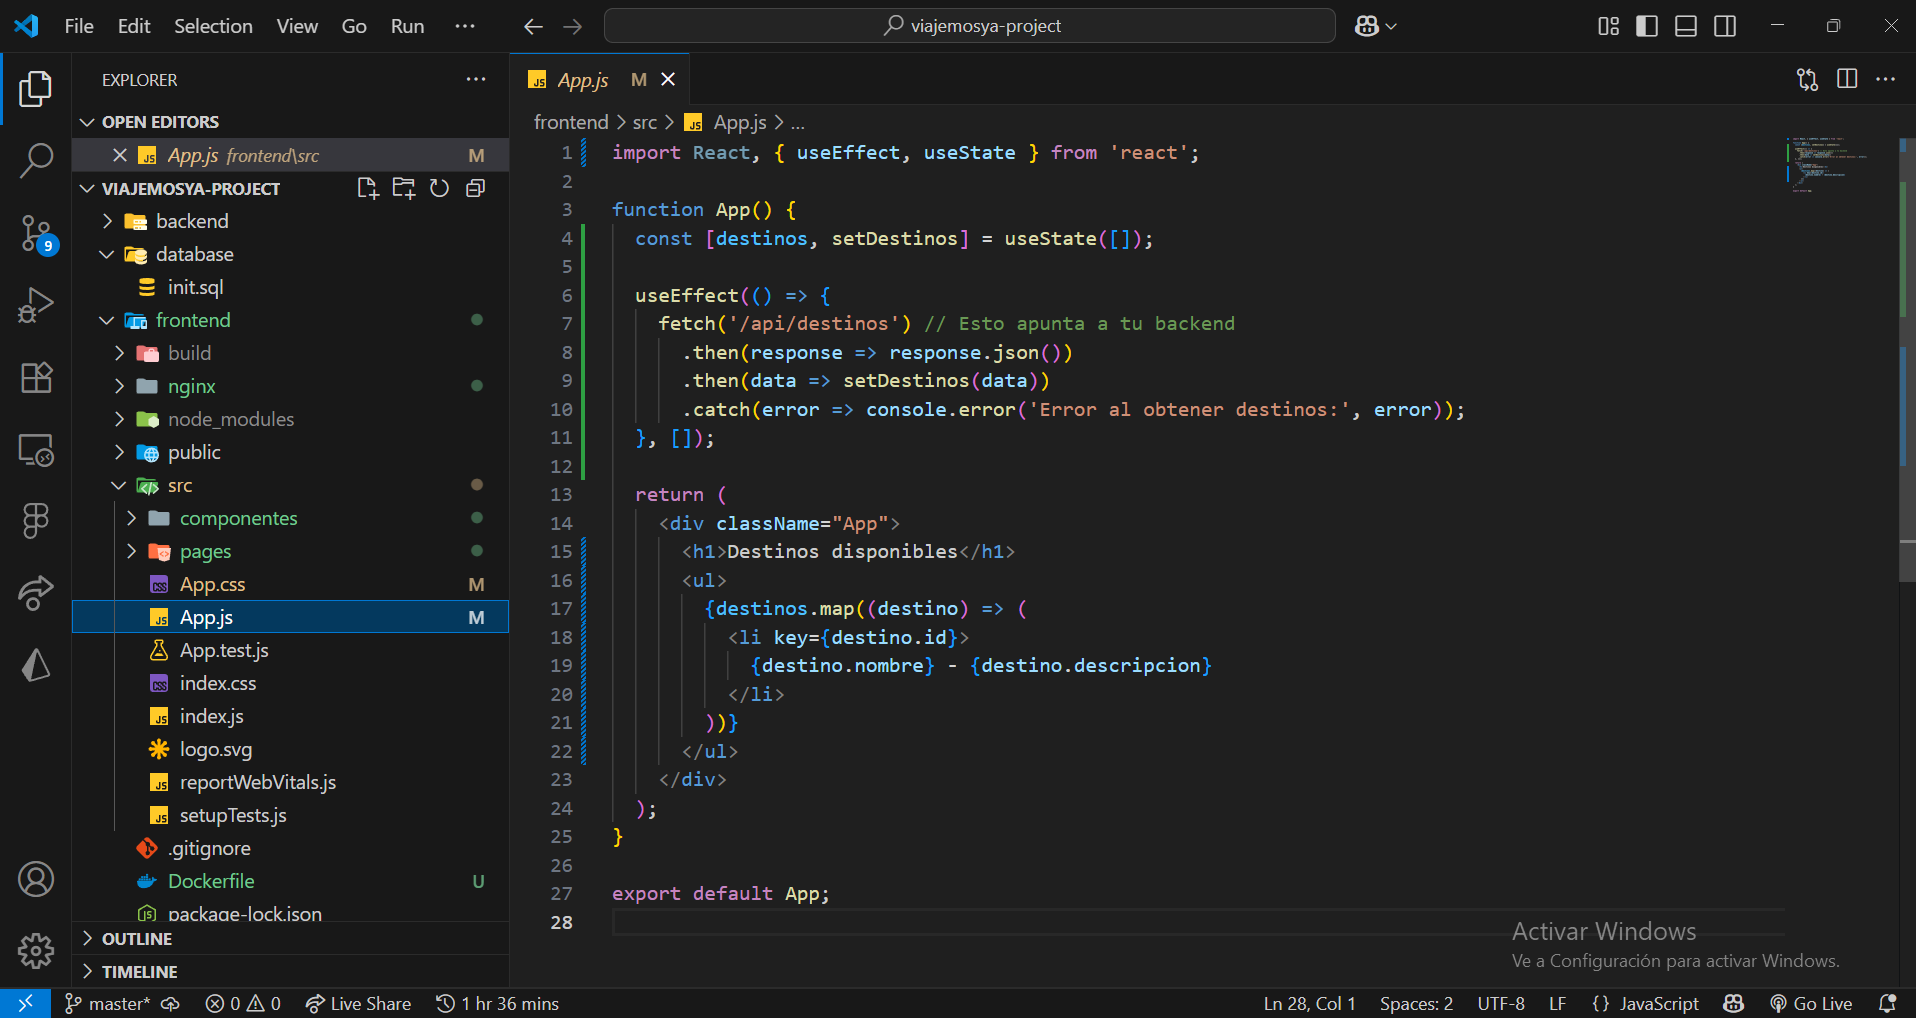 File Edit Selection View Go Run ··· viajemosya-project
EXPLORER ···
OPEN EDITORS
App.js frontend\src M
VIAJEMOSYA-PROJECT
backend
database
init.sql
frontend
build
nginx
node_modules
public
src
componentes
pages
App.css M
App.js M
App.test.js
index.css
index.js
logo.svg
reportWebVitals.js
setupTests.js
.gitignore
Dockerfile U
package-lock.json
OUTLINE
TIMELINE
9
App.js M
frontend > src > App.js > ...
1 import React, { useEffect, useState } from 'react';
2
3 function App() {
4 const [destinos, setDestinos] = useState([]);
5
6 useEffect(() => {
7 fetch('/api/destinos') // Esto apunta a tu backend
8 .then(response => response.json())
9 .then(data => setDestinos(data))
10 .catch(error => console.error('Error al obtener destinos:', error));
11 }, []);
12
13 return (
14 <div className="App">
15 <h1>Destinos disponibles</h1>
16 <ul>
17 {destinos.map((destino) => (
18 <li key={destino.id}>
19 {destino.nombre} - {destino.descripcion}
20 </li>
21 ))}
22 </ul>
23 </div>
24 );
25 }
26
27 export default App;
28
Activar Windows
Ve a Configuración para activar Windows.
master* 0 0 Live Share 1 hr 36 mins Ln 28, Col 1 Spaces: 2 UTF-8 LF {} JavaScript Go Live